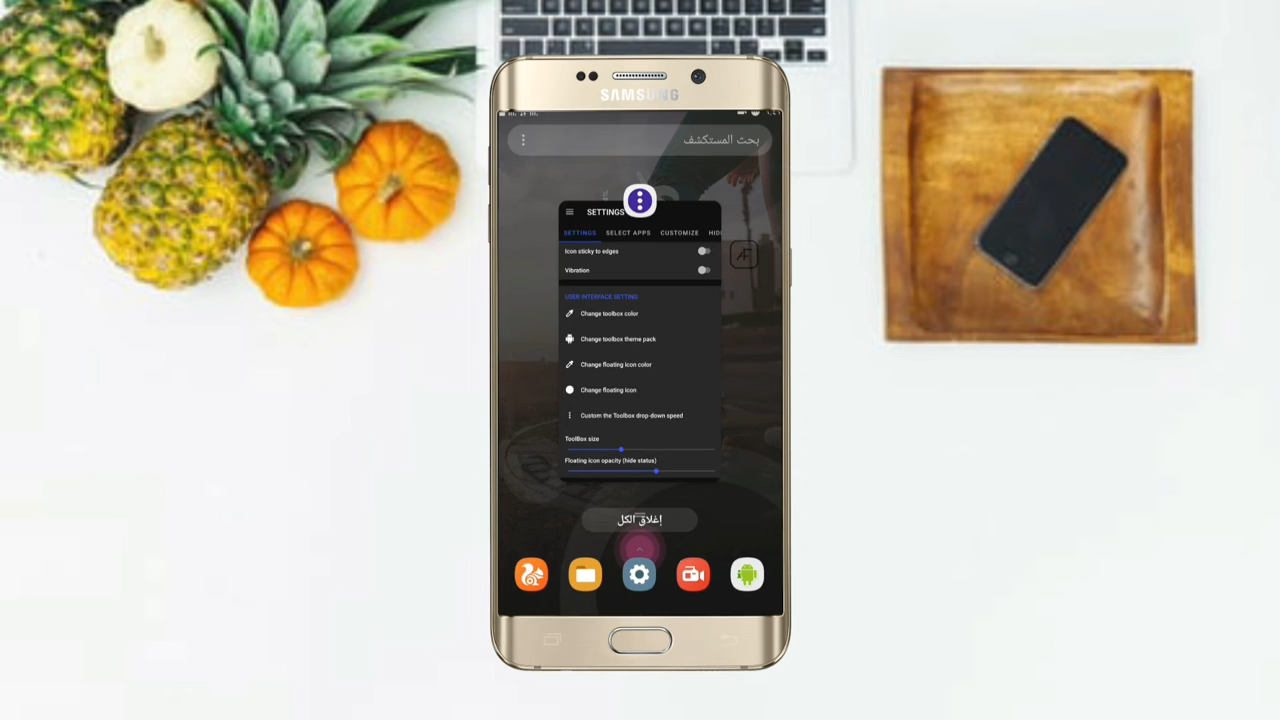 SAMSUNG
بحث المستكشف
SETTINGS
SETTINGS SELECT APPS CUSTOMIZE HID
Icon sticky to edges
Vibration
USER INTERFACE SETTING
Change toolbox color
Change toolbox theme pack
Change floating icon color
Change floating icon
Custom the Toolbox drop-down speed
ToolBox size
Floating icon opacity (hide status)
إغلاق الكل